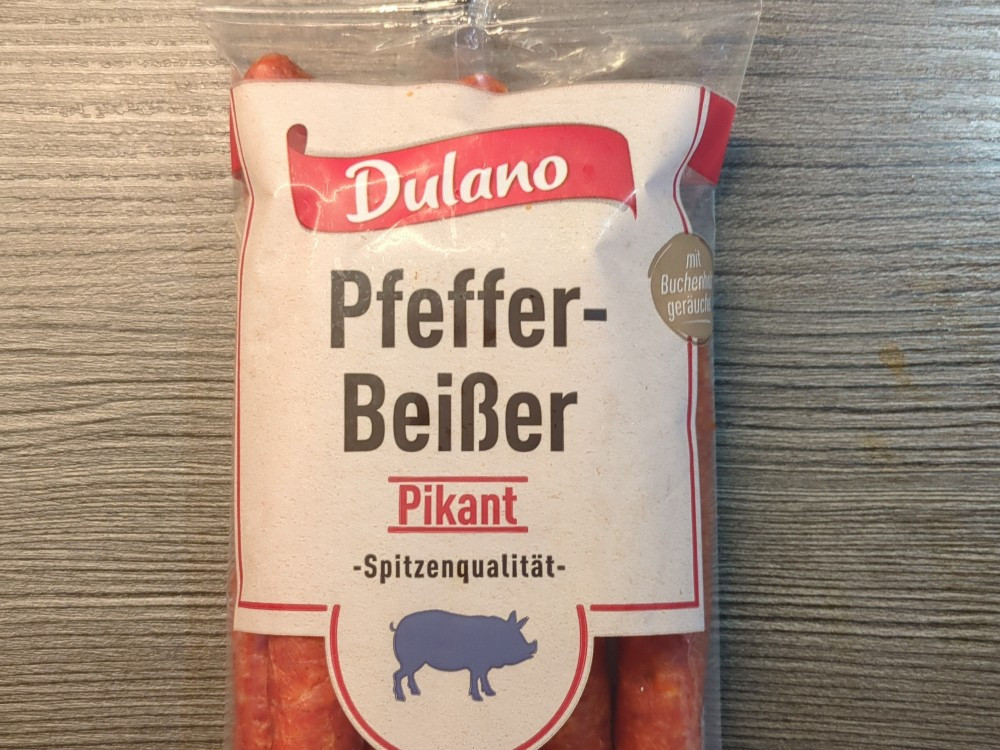 Dulano
Pfeffer-
Beißer
Pikant
-Spitzenqualität-
mit